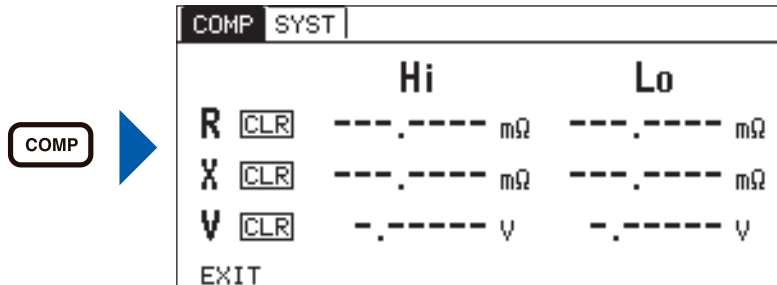 COMP SYST
Hi Lo
COMP
R CLR ---.---- mΩ ---.---- mΩ
X CLR ---.---- mΩ ---.---- mΩ
V CLR -.----- V -.----- V
EXIT